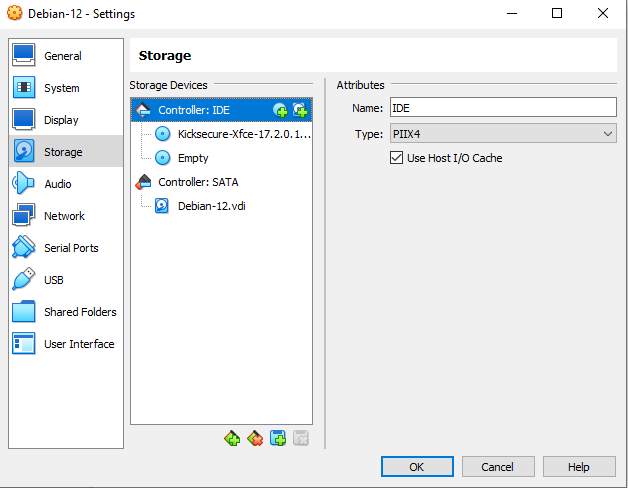 Debian-12 - Settings
General
System
Display
Storage
Audio
Network
Serial Ports
USB
Shared Folders
User Interface
Storage
Storage Devices
Controller: IDE
Kicksecure-Xfce-17.2.0.1...
Empty
Controller: SATA
Debian-12.vdi
Attributes
Name: IDE
Type: PIIX4
Use Host I/O Cache
OK Cancel Help